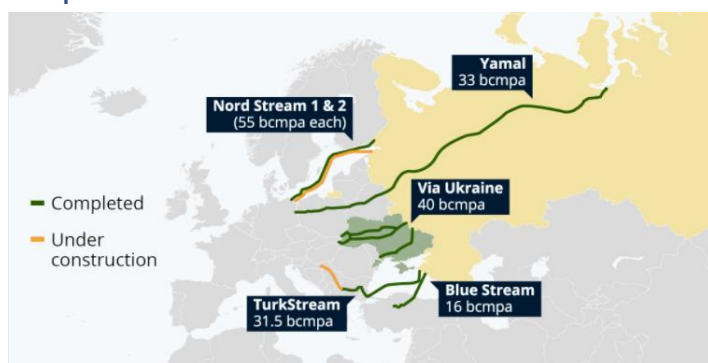 Yamal
33 bcmpa
Nord Stream 1 & 2
(55 bcmpa each)
Via Ukraine
40 bcmpa
Completed
Under
construction
TurkStream
31.5 bcmpa
Blue Stream
16 bcmpa